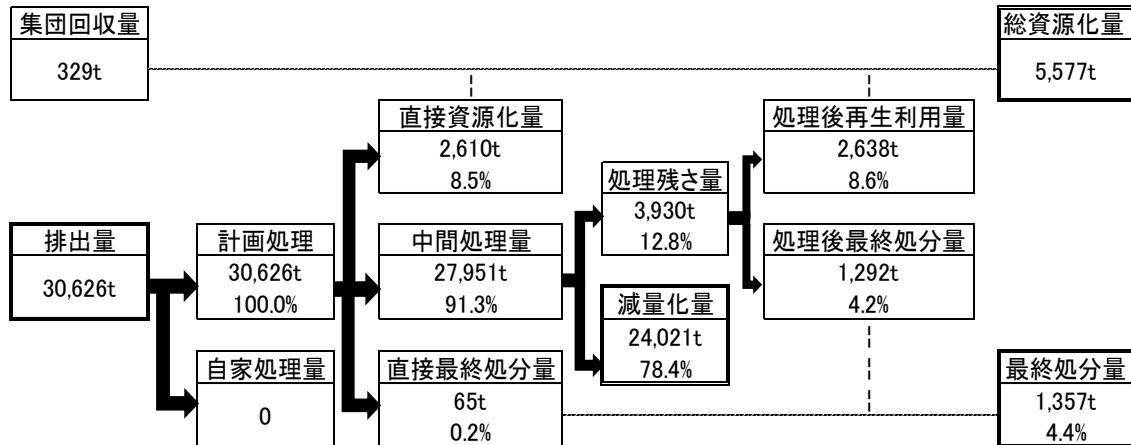 集団回収量
329t
総資源化量
5,577t
直接資源化量
2,610t
8.5%
処理後再生利用量
2,638t
8.6%
処理残さ量
3,930t
12.8%
排出量
30,626t
計画処理
30,626t
100.0%
中間処理量
27,951t
91.3%
処理後最終処分量
1,292t
4.2%
減量化量
24,021t
78.4%
自家処理量
0
直接最終処分量
65t
0.2%
最終処分量
1,357t
4.4%